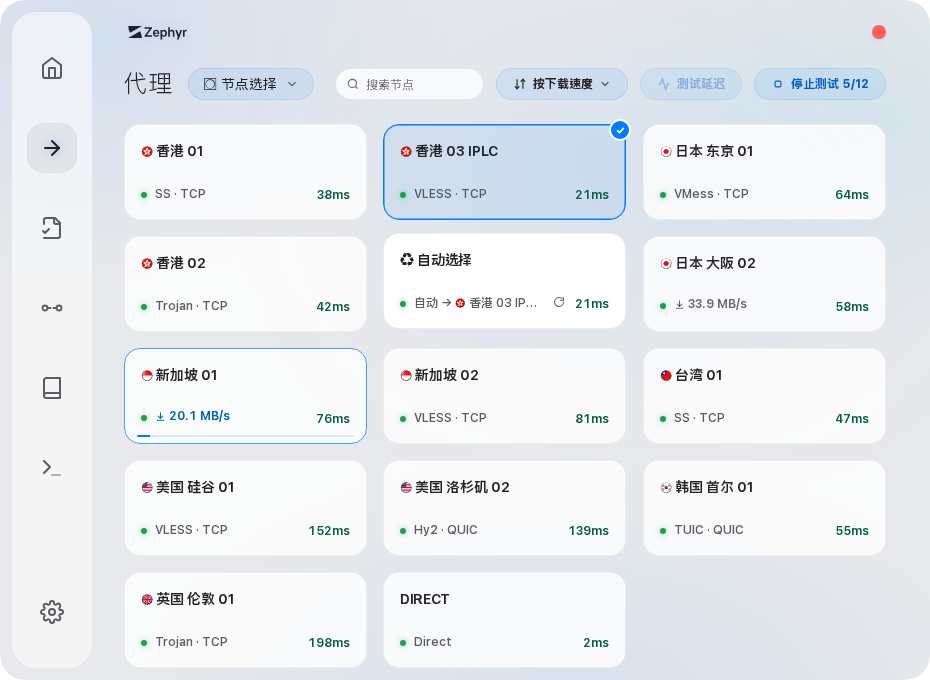 Zephyr
代理
节点选择
搜索节点
按下载速度
测试延迟
停止测试 5/12
香港 01
SS · TCP
38ms
香港 03 IPLC
VLESS · TCP
21ms
日本 东京 01
VMess · TCP
64ms
香港 02
Trojan · TCP
42ms
自动选择
自动 → 香港 03 IP...
21ms
日本 大阪 02
33.9 MB/s
58ms
新加坡 01
20.1 MB/s
76ms
新加坡 02
VLESS · TCP
81ms
台湾 01
SS · TCP
47ms
美国 硅谷 01
VLESS · TCP
152ms
美国 洛杉矶 02
Hy2 · QUIC
139ms
韩国 首尔 01
TUIC · QUIC
55ms
英国 伦敦 01
Trojan · TCP
198ms
DIRECT
Direct
2ms